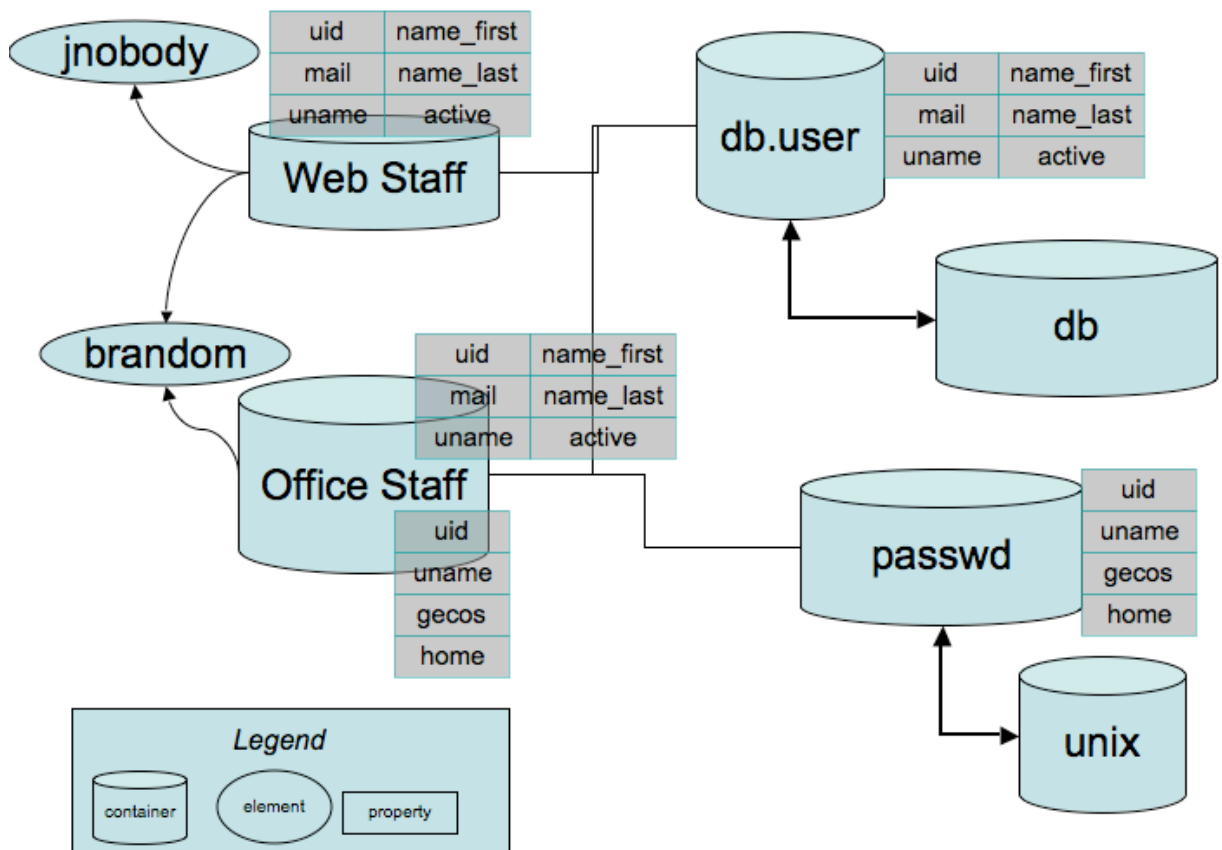 jnobody
uid name_first
mail name_last
uname active
Web Staff
db.user
uid name_first
mail name_last
uname active
db
brandom
uid name_first
mail name_last
uname active
Office Staff
uid
uname
gecos
home
passwd
uid
uname
gecos
home
unix
Legend
container
element
property